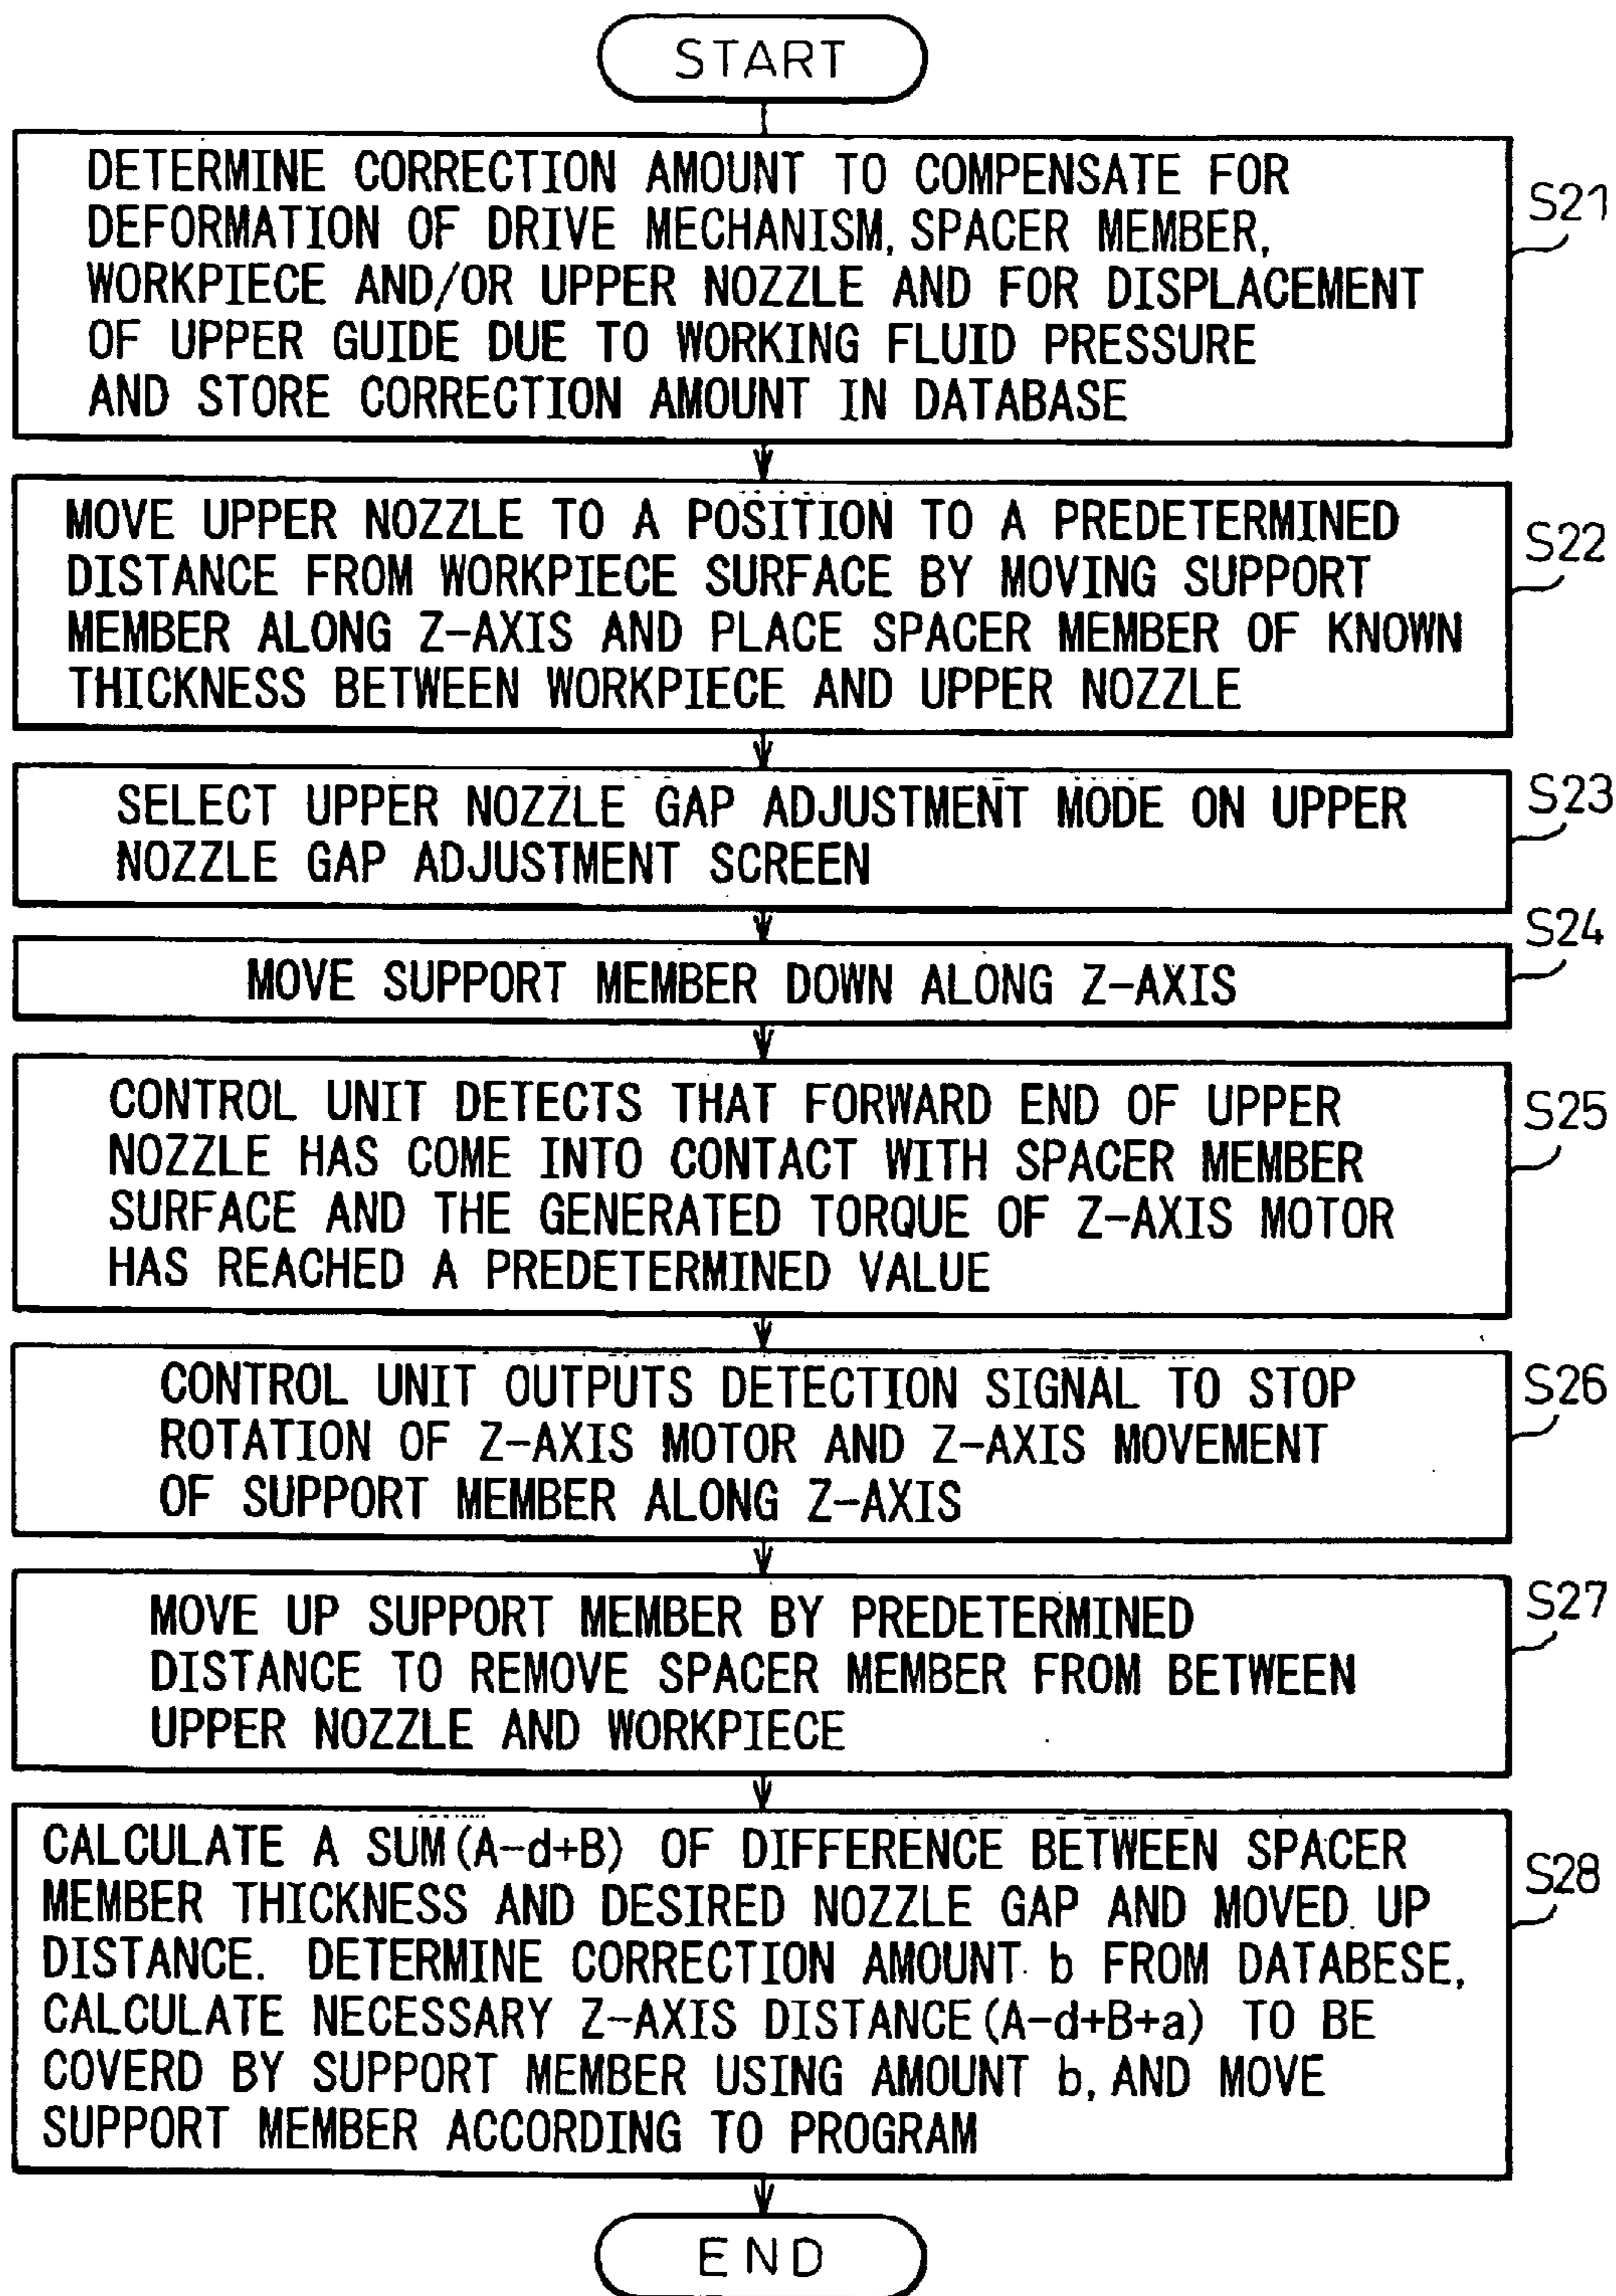 START
DETERMINE CORRECTION AMOUNT TO COMPENSATE FOR
DEFORMATION OF DRIVE MECHANISM, SPACER MEMBER,
WORKPIECE AND/OR UPPER NOZZLE AND FOR DISPLACEMENT
OF UPPER GUIDE DUE TO WORKING FLUID PRESSURE
AND STORE CORRECTION AMOUNT IN DATABASE
S21
MOVE UPPER NOZZLE TO A POSITION TO A PREDETERMINED
DISTANCE FROM WORKPIECE SURFACE BY MOVING SUPPORT
MEMBER ALONG Z-AXIS AND PLACE SPACER MEMBER OF KNOWN
THICKNESS BETWEEN WORKPIECE AND UPPER NOZZLE
S22
SELECT UPPER NOZZLE GAP ADJUSTMENT MODE ON UPPER
NOZZLE GAP ADJUSTMENT SCREEN
S23
MOVE SUPPORT MEMBER DOWN ALONG Z-AXIS
S24
CONTROL UNIT DETECTS THAT FORWARD END OF UPPER
NOZZLE HAS COME INTO CONTACT WITH SPACER MEMBER
SURFACE AND THE GENERATED TORQUE OF Z-AXIS MOTOR
HAS REACHED A PREDETERMINED VALUE
S25
CONTROL UNIT OUTPUTS DETECTION SIGNAL TO STOP
ROTATION OF Z-AXIS MOTOR AND Z-AXIS MOVEMENT
OF SUPPORT MEMBER ALONG Z-AXIS
S26
MOVE UP SUPPORT MEMBER BY PREDETERMINED
DISTANCE TO REMOVE SPACER MEMBER FROM BETWEEN
UPPER NOZZLE AND WORKPIECE
S27
CALCULATE A SUM(A-d+B) OF DIFFERENCE BETWEEN SPACER
MEMBER THICKNESS AND DESIRED NOZZLE GAP AND MOVED UP
DISTANCE. DETERMINE CORRECTION AMOUNT b FROM DATABESE,
CALCULATE NECESSARY Z-AXIS DISTANCE(A-d+B+a) TO BE
COVERD BY SUPPORT MEMBER USING AMOUNT b, AND MOVE
SUPPORT MEMBER ACCORDING TO PROGRAM
S28
END